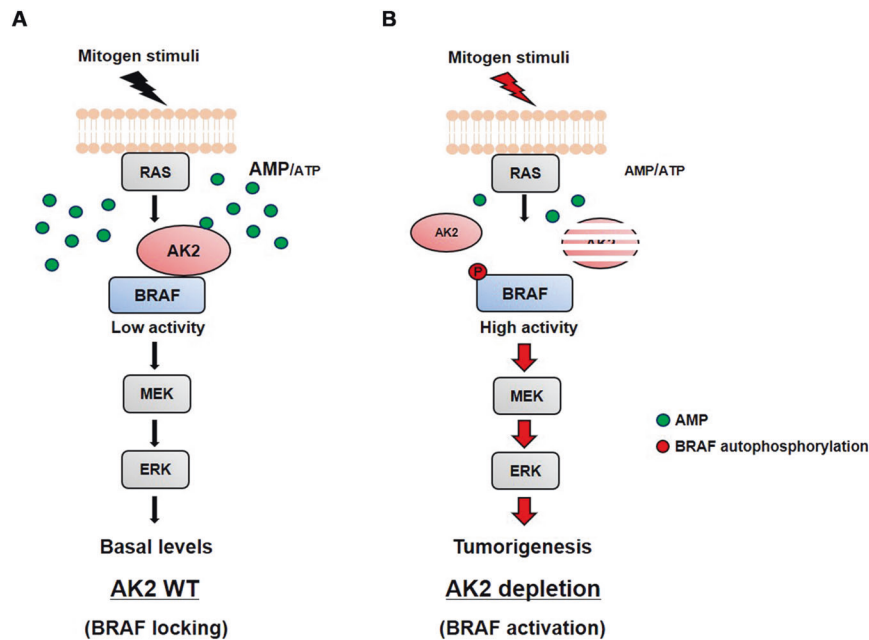 A
Mitogen stimuli
RAS
AMP/ATP
AK2
BRAF
Low activity
MEK
ERK
Basal levels
AK2 WT
(BRAF locking)
B
Mitogen stimuli
RAS
AMP/ATP
AK2
AK2
P
BRAF
High activity
MEK
ERK
Tumorigenesis
AK2 depletion
(BRAF activation)
AMP
BRAF autophosphorylation